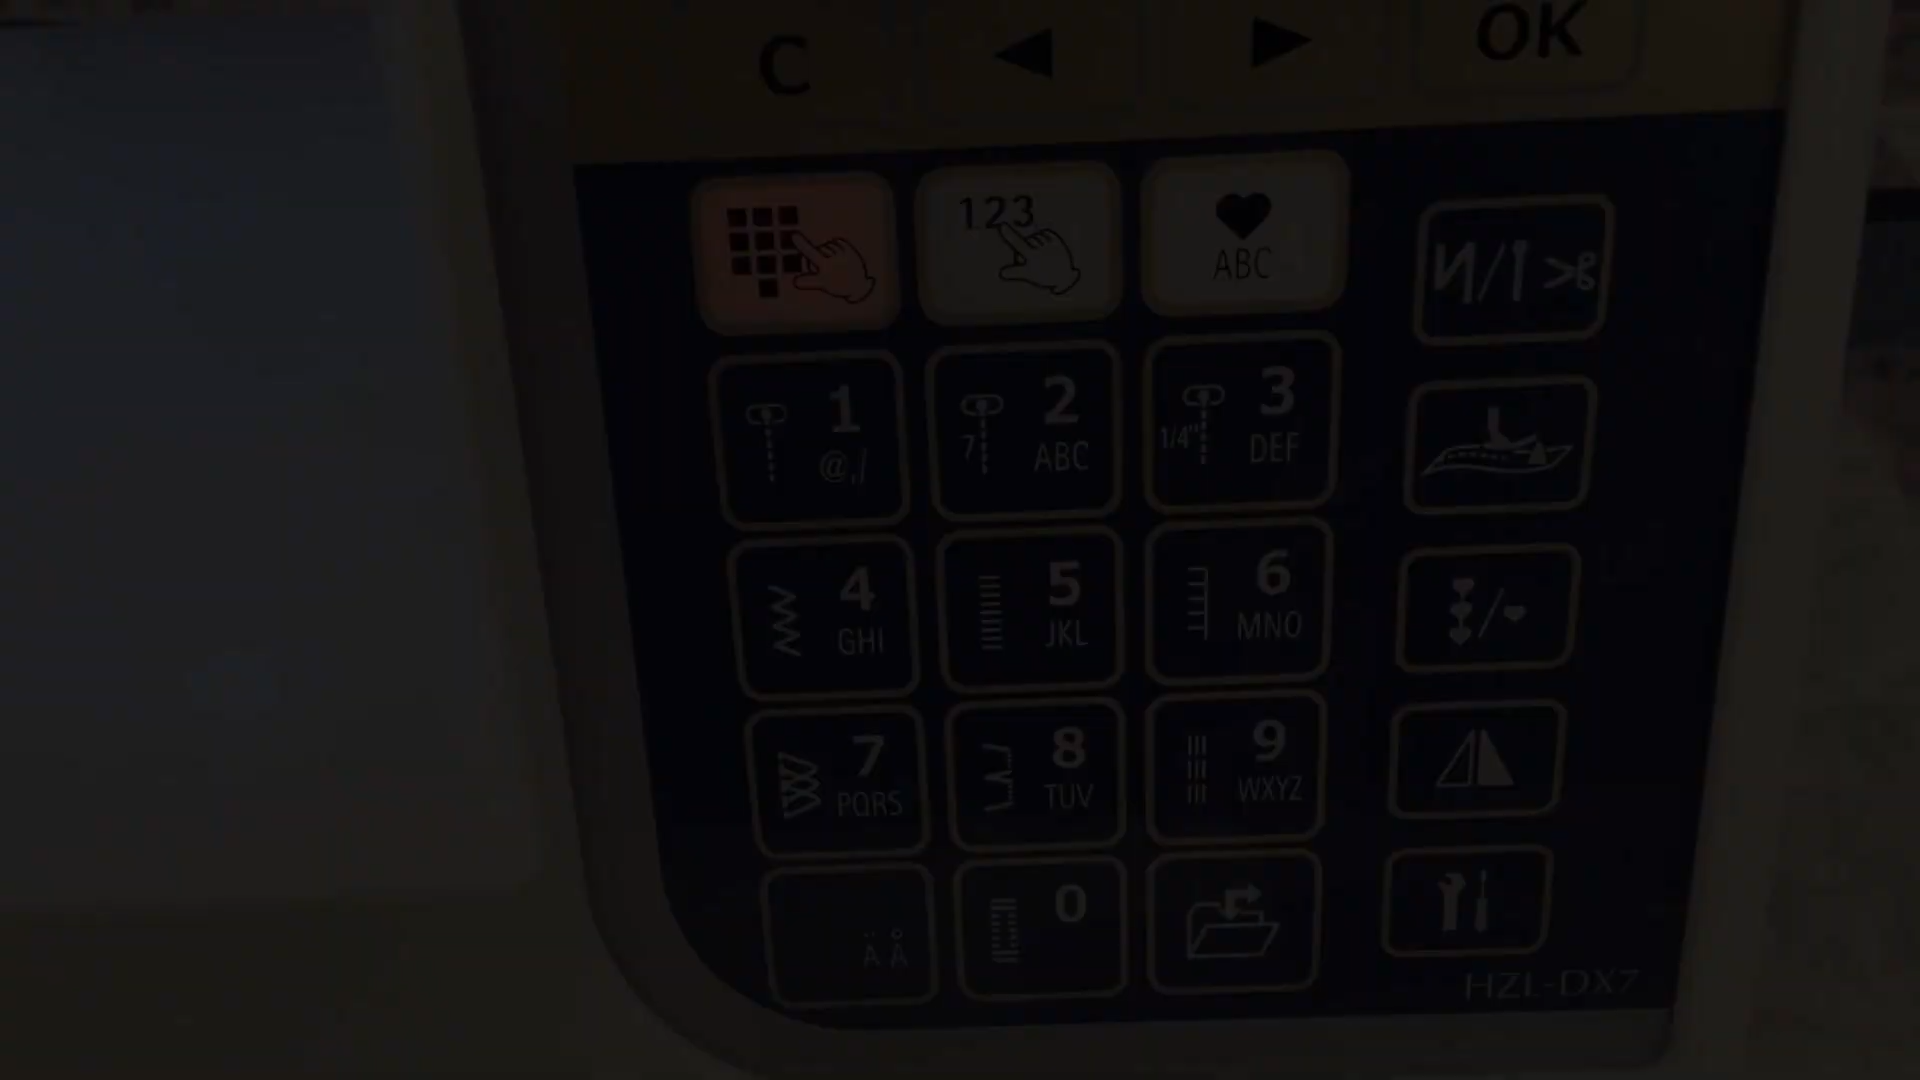 C OK
123 ABC
1 @,/
2 ABC 7
3 DEF 1/4"
4 GHI
5 JKL
6 MNO
7 PQRS
8 TUV
9 WXYZ
Ä Å
0
HZL-DX7